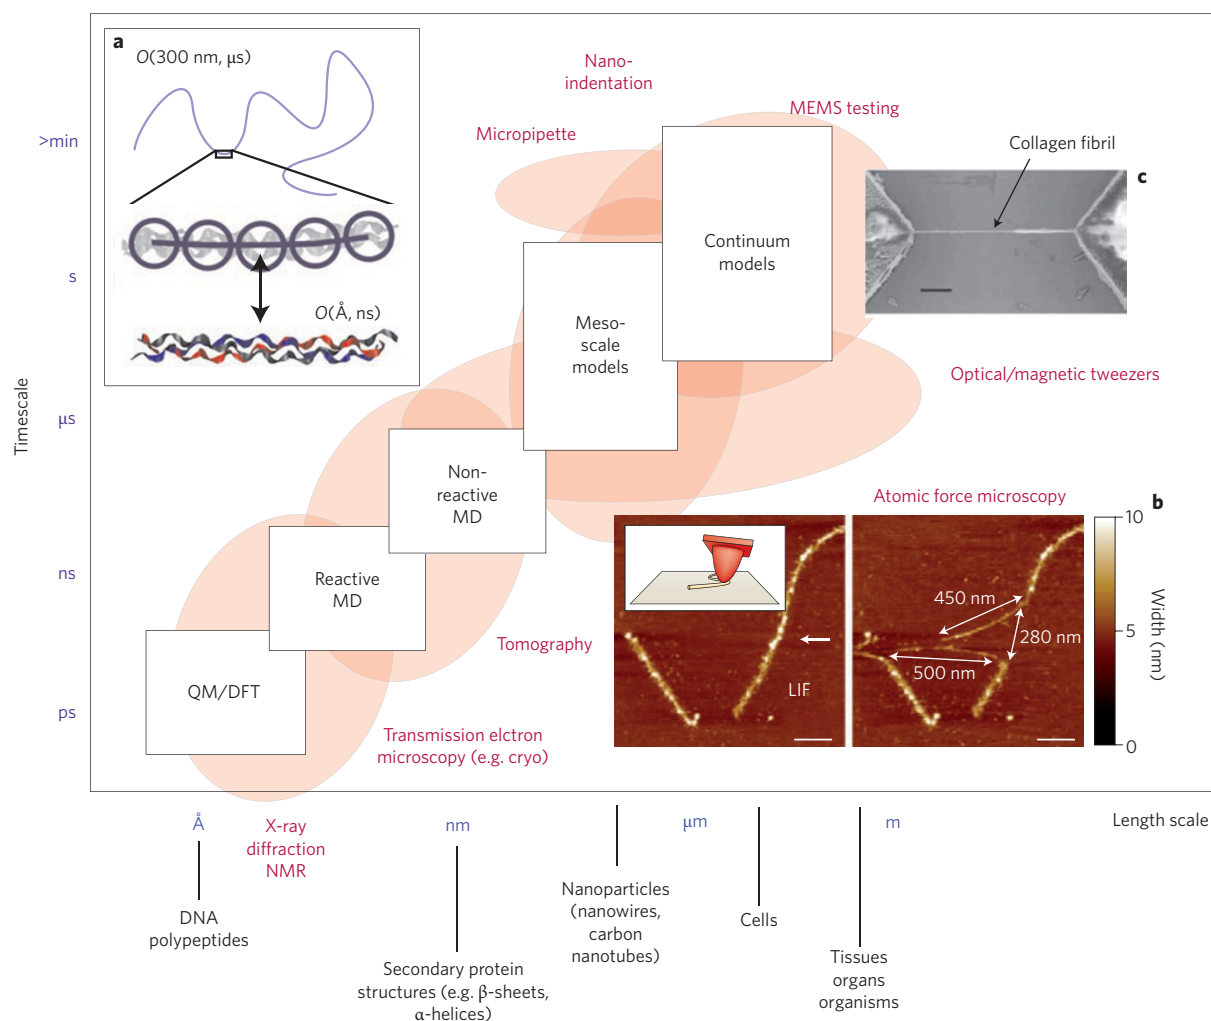 a
O(300 nm, μs)
O(Å, ns)
Nano-
indentation
MEMS testing
Micropipette
Collagen fibril
c
Continuum
models
Meso-
scale
models
Optical/magnetic tweezers
Non-
reactive
MD
Reactive
MD
QM/DFT
Atomic force microscopy
b
Tomography
Transmission elctron
microscopy (e.g. cryo)
LIF
450 nm
280 nm
500 nm
10
5
0
Width (nm)
Timescale
>min
s
μs
ns
ps
Å
X-ray
diffraction
NMR
nm
μm
m
Length scale
DNA
polypeptides
Secondary protein
structures (e.g. β-sheets,
α-helices)
Nanoparticles
(nanowires,
carbon
nanotubes)
Cells
Tissues
organs
organisms